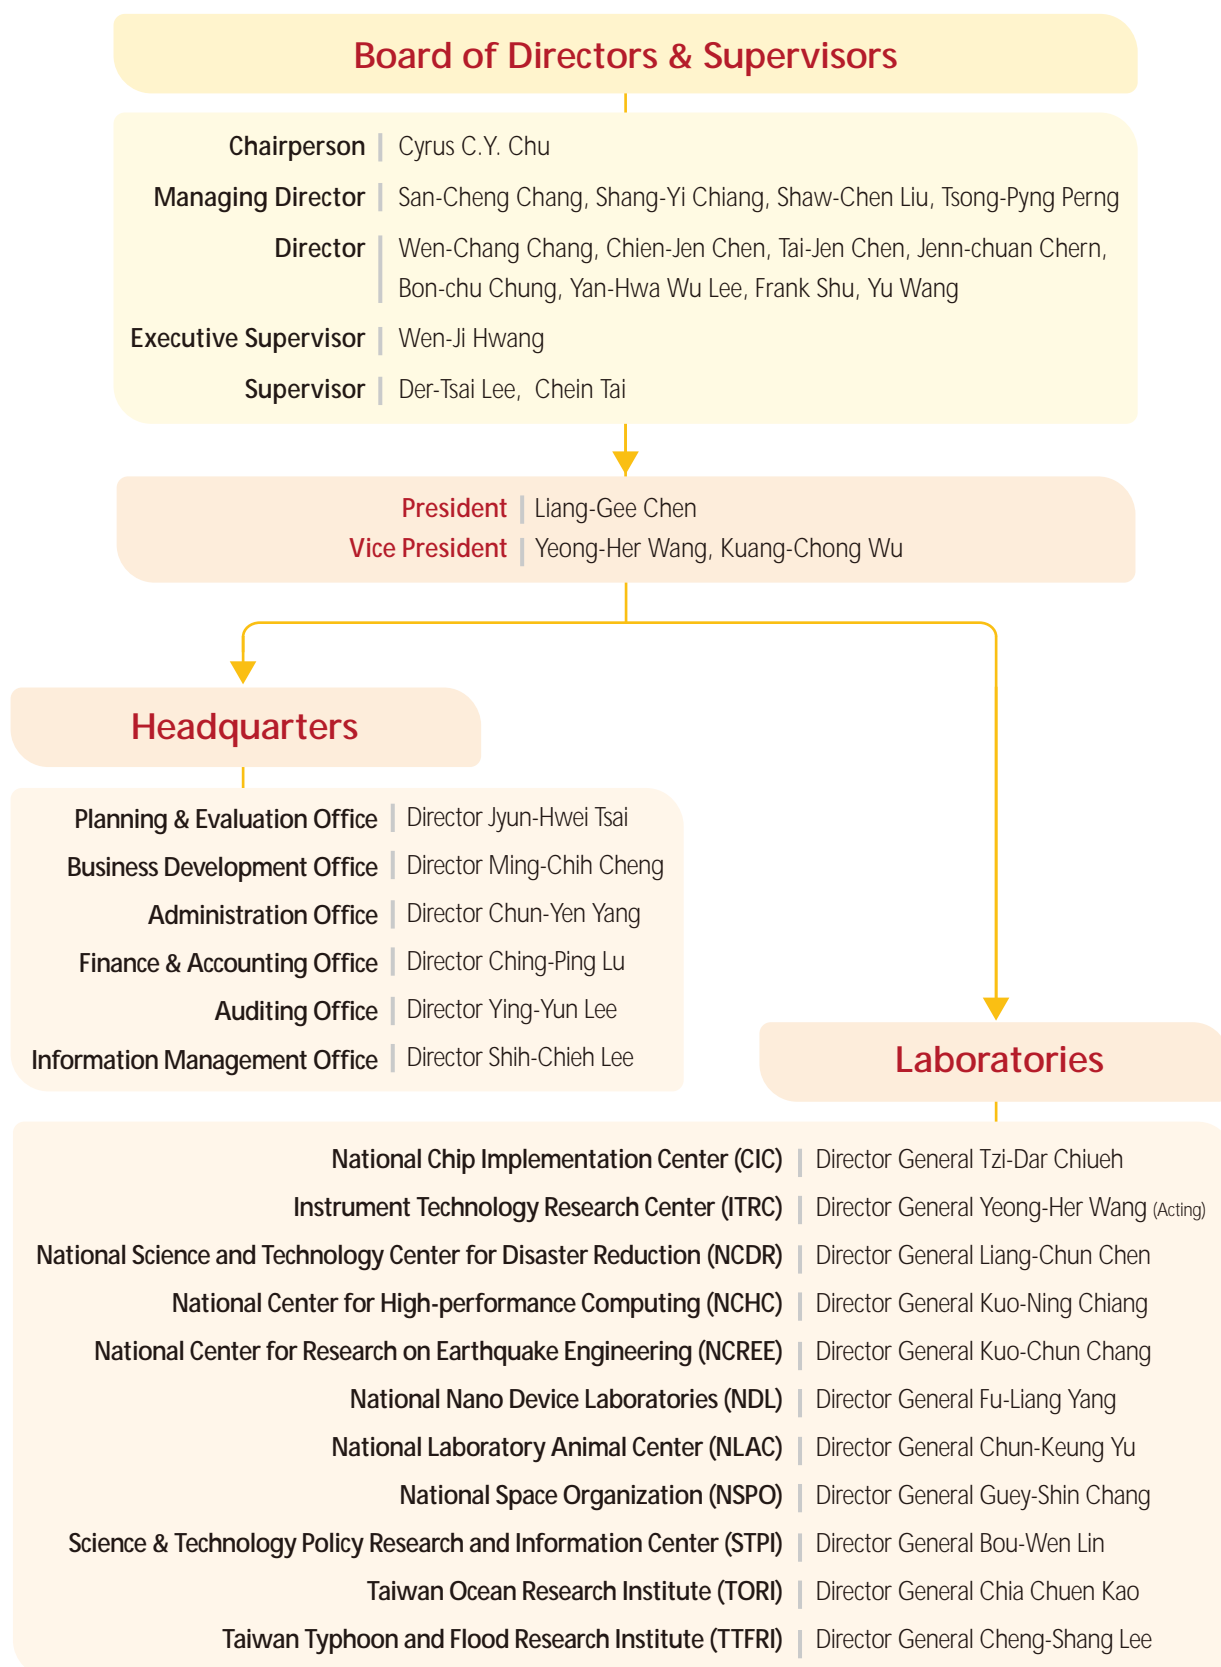 Board of Directors & Supervisors
Chairperson Cyrus C.Y. Chu
Managing Director San-Cheng Chang, Shang-Yi Chiang, Shaw-Chen Liu, Tsong-Pyng Perng
Director Wen-Chang Chang, Chien-Jen Chen, Tai-Jen Chen, Jenn-chuan Chern,
Bon-chu Chung, Yan-Hwa Wu Lee, Frank Shu, Yu Wang
Executive Supervisor Wen-Ji Hwang
Supervisor Der-Tsai Lee, Chein Tai
President Liang-Gee Chen
Vice President Yeong-Her Wang, Kuang-Chong Wu
Headquarters
Planning & Evaluation Office Director Jyun-Hwei Tsai
Business Development Office Director Ming-Chih Cheng
Administration Office Director Chun-Yen Yang
Finance & Accounting Office Director Ching-Ping Lu
Auditing Office Director Ying-Yun Lee
Information Management Office Director Shih-Chieh Lee
Laboratories
National Chip Implementation Center (CIC) Director General Tzi-Dar Chiueh
Instrument Technology Research Center (ITRC) Director General Yeong-Her Wang (Acting)
National Science and Technology Center for Disaster Reduction (NCDR) Director General Liang-Chun Chen
National Center for High-performance Computing (NCHC) Director General Kuo-Ning Chiang
National Center for Research on Earthquake Engineering (NCREE) Director General Kuo-Chun Chang
National Nano Device Laboratories (NDL) Director General Fu-Liang Yang
National Laboratory Animal Center (NLAC) Director General Chun-Keung Yu
National Space Organization (NSPO) Director General Guey-Shin Chang
Science & Technology Policy Research and Information Center (STPI) Director General Bou-Wen Lin
Taiwan Ocean Research Institute (TORI) Director General Chia Chuen Kao
Taiwan Typhoon and Flood Research Institute (TTFRI) Director General Cheng-Shang Lee